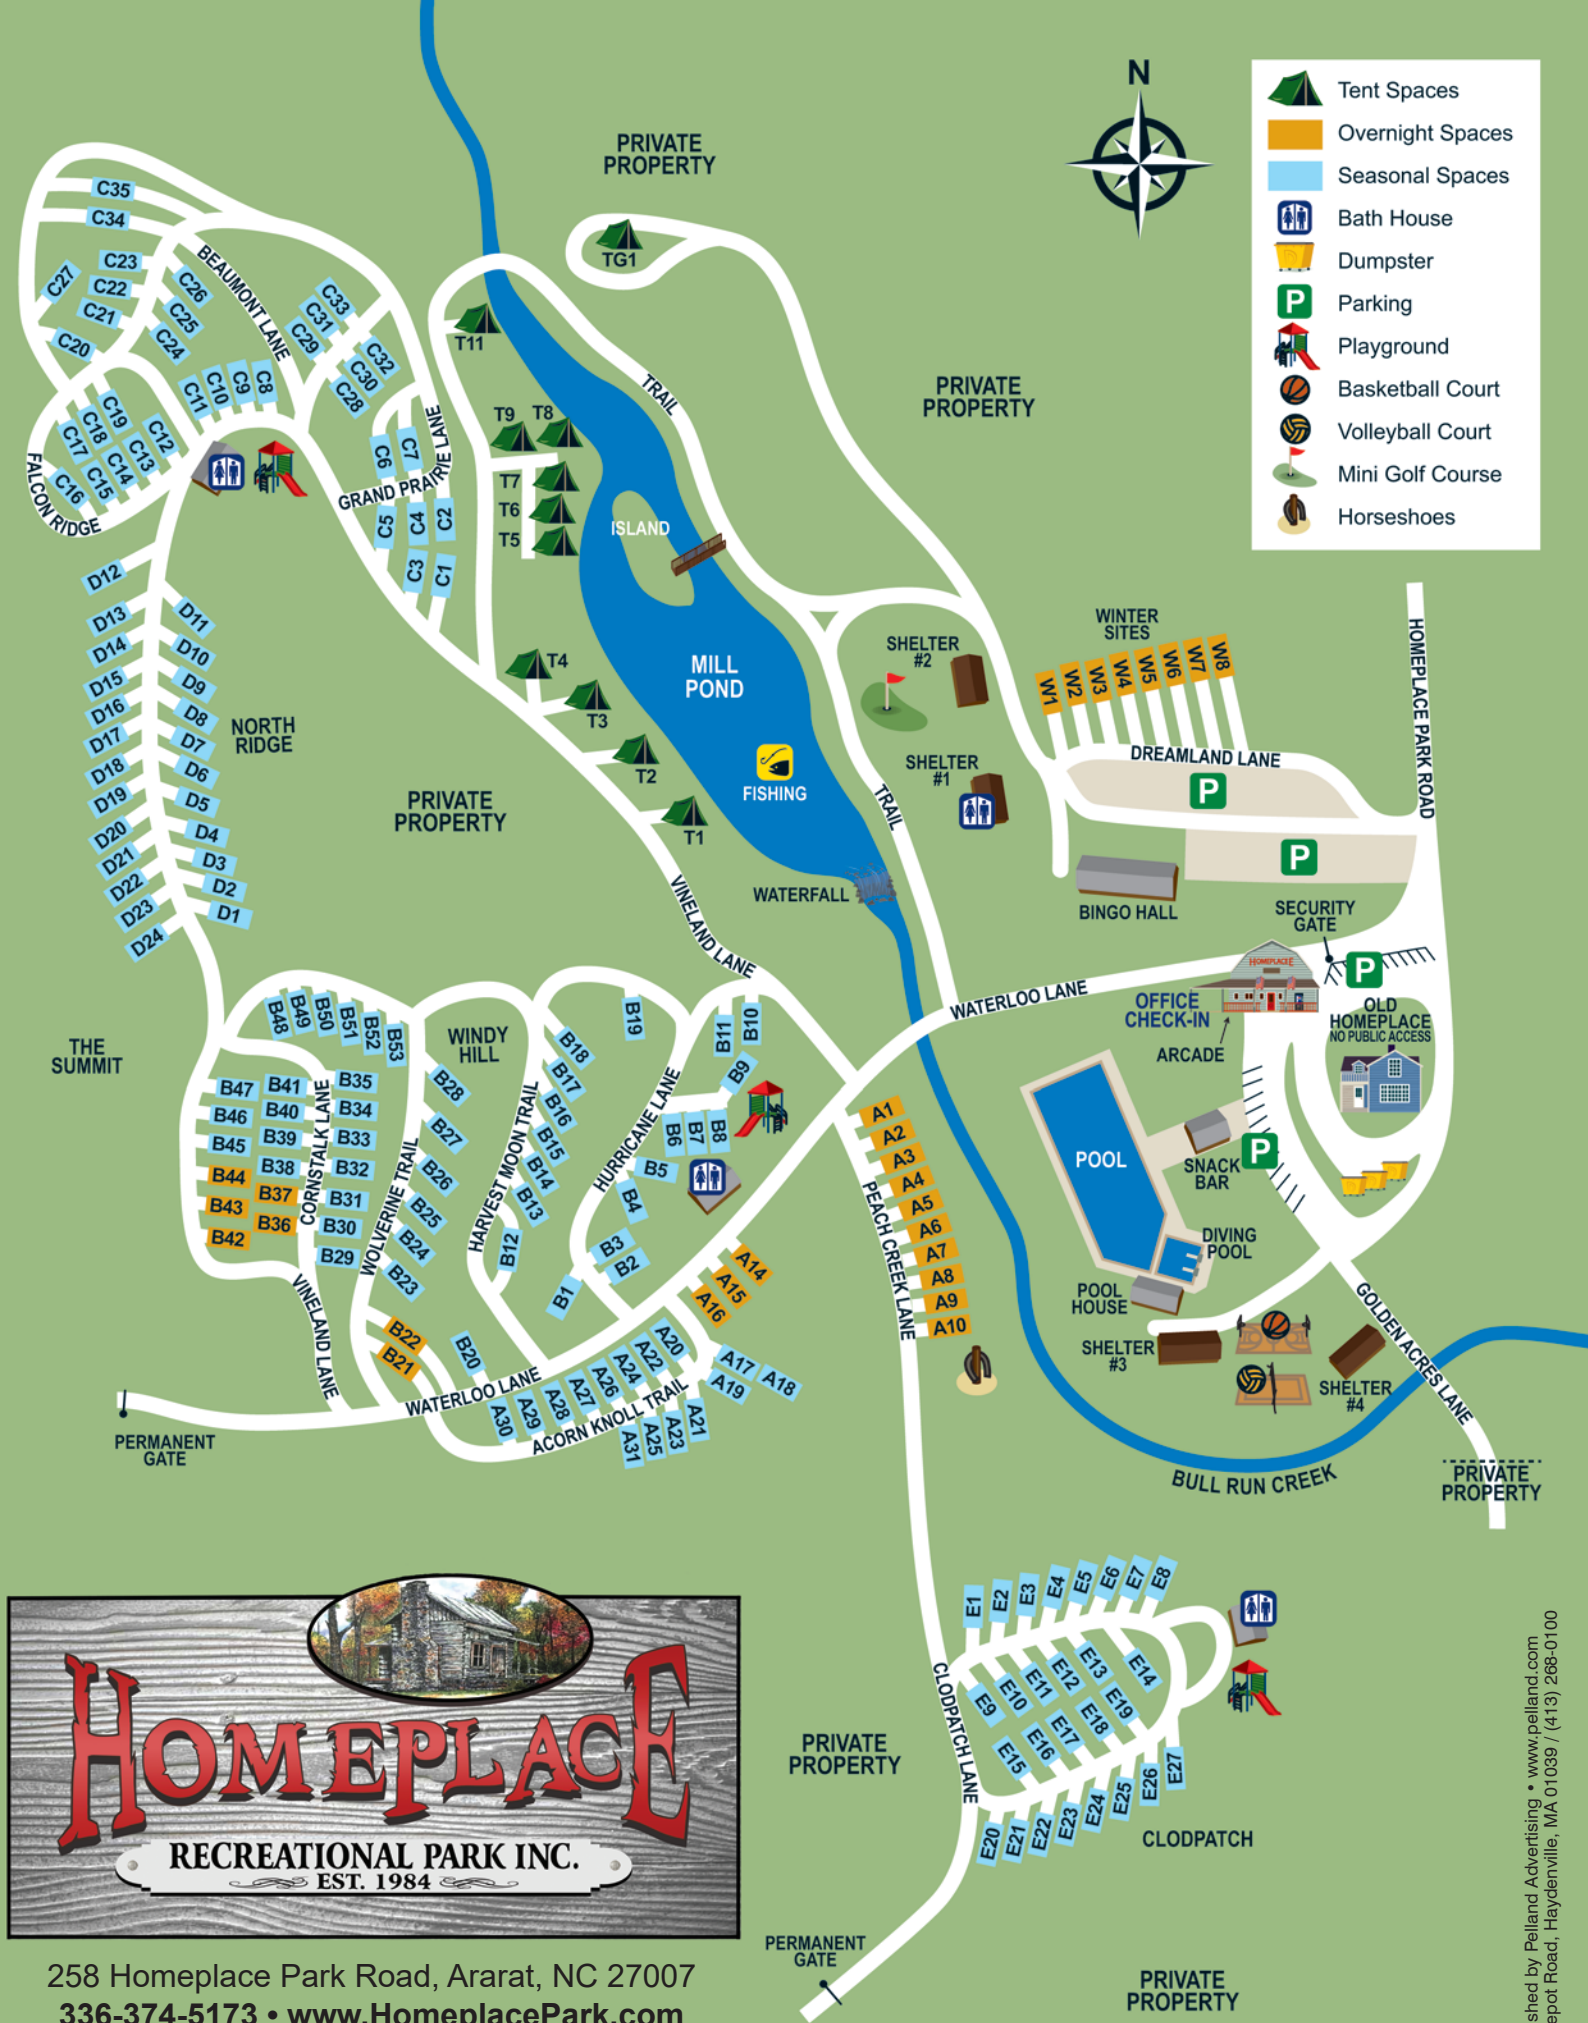 N
Tent Spaces
Overnight Spaces
Seasonal Spaces
Bath House
Dumpster
Parking
Playground
Basketball Court
Volleyball Court
Mini Golf Course
Horseshoes
P
PRIVATE
PROPERTY
TG1
C35
C34
C23
C22
C21
C27
C20
C26
C25
C24
BEAUMONT LANE
C33
C31
C29
C32
C30
C28
C11
C10
C9
C8
C19
C18
C17
C16
C12
C13
C14
C15
FALCON RIDGE
C6
C7
GRAND PRAIRIE LANE
C5
C4
C2
C3
C1
T11
T9
T8
T7
T6
T5
T4
T3
T2
T1
TRAIL
ISLAND
MILL
POND
FISHING
WATERFALL
TRAIL
PRIVATE
PROPERTY
SHELTER
#2
SHELTER
#1
WINTER
SITES
W1
W2
W3
W4
W5
W6
W7
W8
DREAMLAND LANE
P
P
HOMEPLACE PARK ROAD
BINGO HALL
SECURITY
GATE
HOMEPLACE
P
OFFICE
CHECK-IN
ARCADE
OLD
HOMEPLACE
NO PUBLIC ACCESS
WATERLOO LANE
D12
D13
D14
D15
D16
D17
D18
D19
D20
D21
D22
D23
D24
D11
D10
D9
D8
D7
D6
D5
D4
D3
D2
D1
NORTH
RIDGE
PRIVATE
PROPERTY
VINELAND LANE
THE
SUMMIT
B48
B49
B50
B51
B52
B53
WINDY
HILL
B47
B46
B45
B44
B43
B42
B41
B40
B39
B38
B37
B36
CORNSTALK LANE
B35
B34
B33
B32
B31
B30
B29
WOLVERINE TRAIL
B28
B27
B26
B25
B24
B23
B22
B21
HARVEST MOON TRAIL
B18
B17
B16
B15
B14
B13
B12
B19
B11
B10
B9
B6
B7
B8
B5
B4
B3
B2
B1
HURRICANE LANE
B20
VINELAND LANE
WATERLOO LANE
PERMANENT
GATE
A14
A15
A16
A20
A22
A24
A26
A27
A28
A29
A30
A17
A18
A19
A21
A23
A25
A31
ACORN KNOLL TRAIL
A1
A2
A3
A4
A5
A6
A7
A8
A9
A10
PEACH CREEK LANE
POOL
SNACK
BAR
P
DIVING
POOL
POOL
HOUSE
SHELTER
#3
SHELTER
#4
GOLDEN ACRES LANE
BULL RUN CREEK
PRIVATE
PROPERTY
E1
E2
E3
E4
E5
E6
E7
E8
E9
E10
E11
E12
E13
E14
E15
E16
E17
E18
E19
E20
E21
E22
E23
E24
E25
E26
E27
CLODPATCH LANE
CLODPATCH
PRIVATE
PROPERTY
PERMANENT
GATE
PRIVATE
PROPERTY
HOMEPLACE
RECREATIONAL PARK INC.
EST. 1984
258 Homeplace Park Road, Ararat, NC 27007
336-374-5173 • www.HomeplacePark.com
shed by Pelland Advertising • www.pelland.com
epot Road, Haydenville, MA 01039 / (413) 268-0100